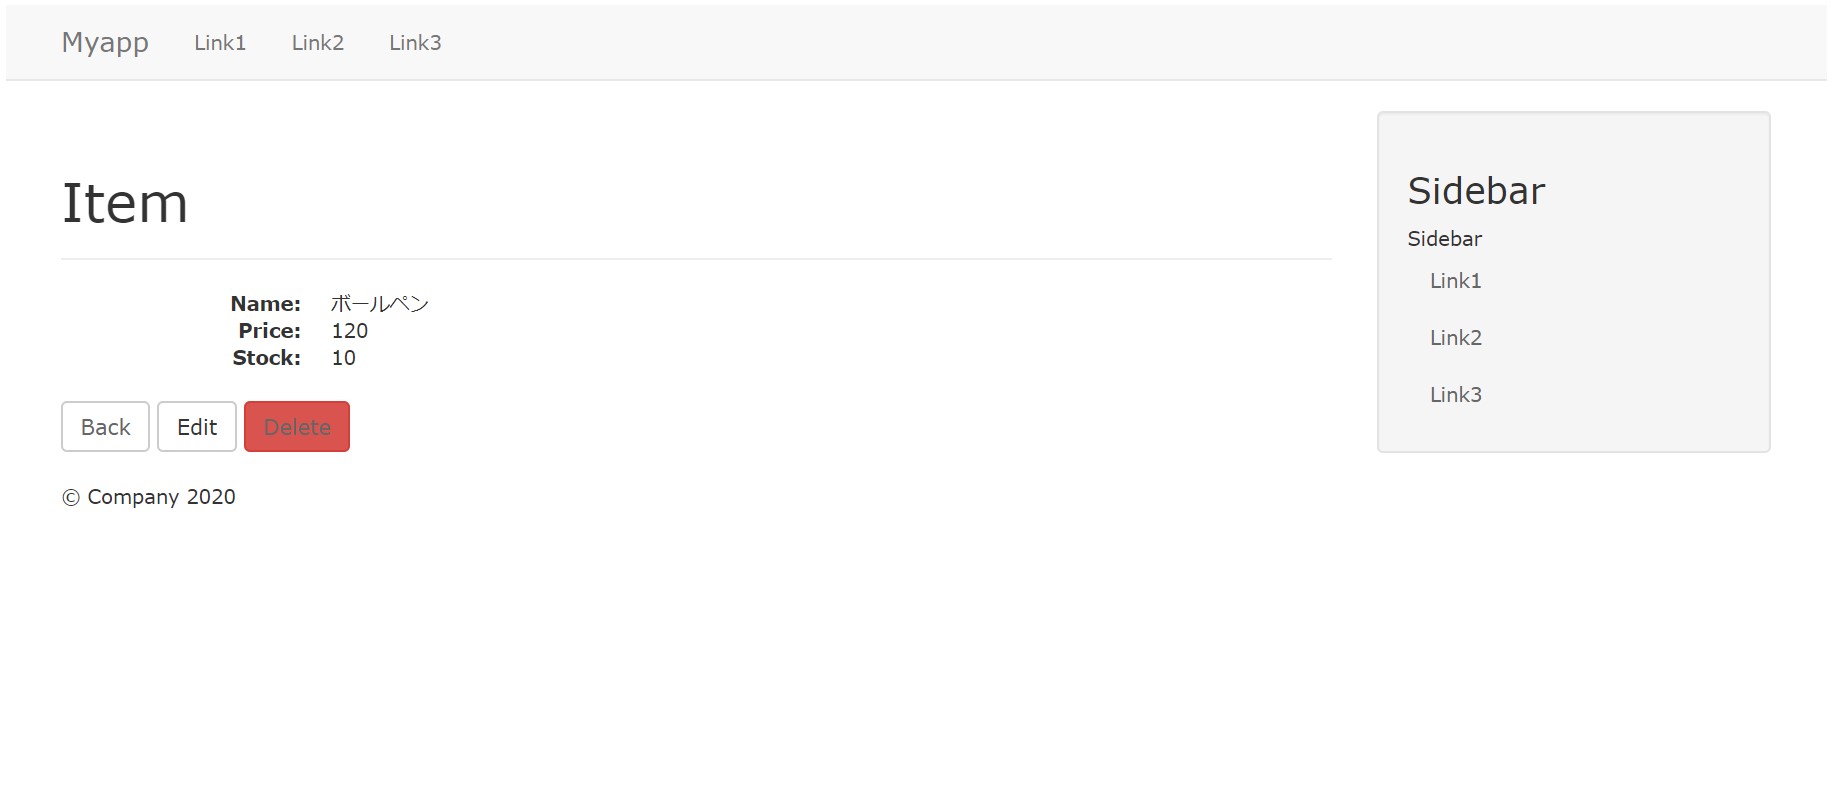 Myapp Link1 Link2 Link3
Item
Name: ボールペン
Price: 120
Stock: 10
Back Edit Delete
Sidebar
Sidebar
Link1
Link2
Link3
© Company 2020